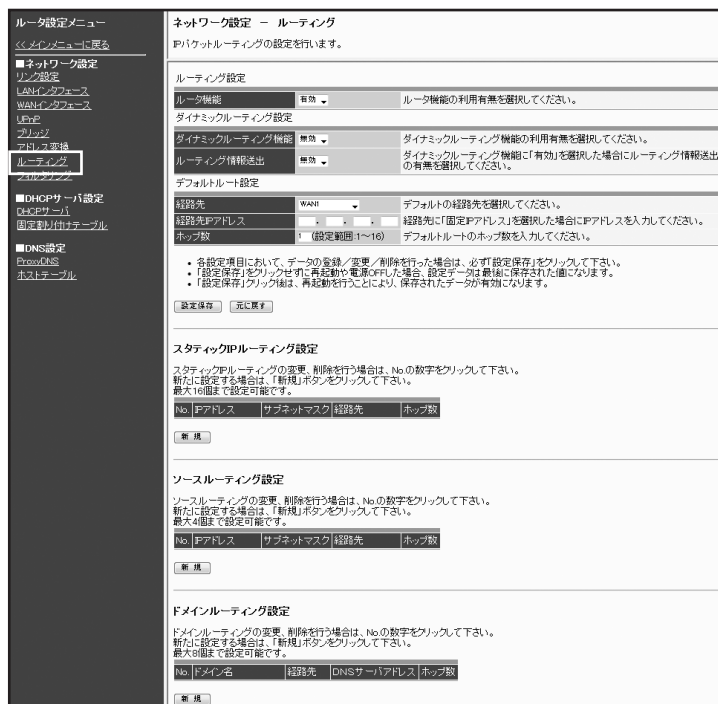 ルータ設定メニュー
<<メインメニューに戻る
■ネットワーク設定
リンク設定
LANインタフェース
WANインタフェース
UPnP
ブリッジ
アドレス変換
ルーティング
フィルタリング
■DHCPサーバ設定
DHCPサーバ
固定割り付けテーブル
■DNS設定
ProxyDNS
ホストテーブル
ネットワーク設定 － ルーティング
IPパケットルーティングの設定を行います。
ルーティング設定
ルータ機能 有効 ルータ機能の利用有無を選択してください。
ダイナミックルーティング設定
ダイナミックルーティング機能 無効 ダイナミックルーティング機能の利用有無を選択してください。
ルーティング情報送出 無効 ダイナミックルーティング機能に「有効」を選択した場合にルーティング情報送出
の有無を選択してください。
デフォルトルート設定
経路先 WAN1 デフォルトの経路先を選択してください。
経路先IPアドレス . . . 経路先に「固定IPアドレス」を選択した場合にIPアドレスを入力してください。
ホップ数 1 (設定範囲:1～16) デフォルトルートのホップ数を入力してください。
• 各設定項目において、データの登録／変更／削除を行った場合は、必ず「設定保存」をクリックして下さい。
• 「設定保存」をクリックせずに再起動や電源OFFした場合、設定データは最後に保存された値になります。
• 「設定保存」クリック後は、再起動を行うことにより、保存されたデータが有効になります。
設定保存 元に戻す
スタティックIPルーティング設定
スタティックIPルーティングの変更、削除を行う場合は、No.の数字をクリックして下さい。
新たに設定する場合は、「新規」ボタンをクリックして下さい。
最大16個まで設定可能です。
No. IPアドレス サブネットマスク 経路先 ホップ数
新 規
ソースルーティング設定
ソースルーティングの変更、削除を行う場合は、No.の数字をクリックして下さい。
新たに設定する場合は、「新規」ボタンをクリックして下さい。
最大4個まで設定可能です。
No. IPアドレス サブネットマスク 経路先 ホップ数
新 規
ドメインルーティング設定
ドメインルーティングの変更、削除を行う場合は、No.の数字をクリックして下さい。
新たに設定する場合は、「新規」ボタンをクリックして下さい。
最大8個まで設定可能です。
No. ドメイン名 経路先 DNSサーバアドレス ホップ数
新 規